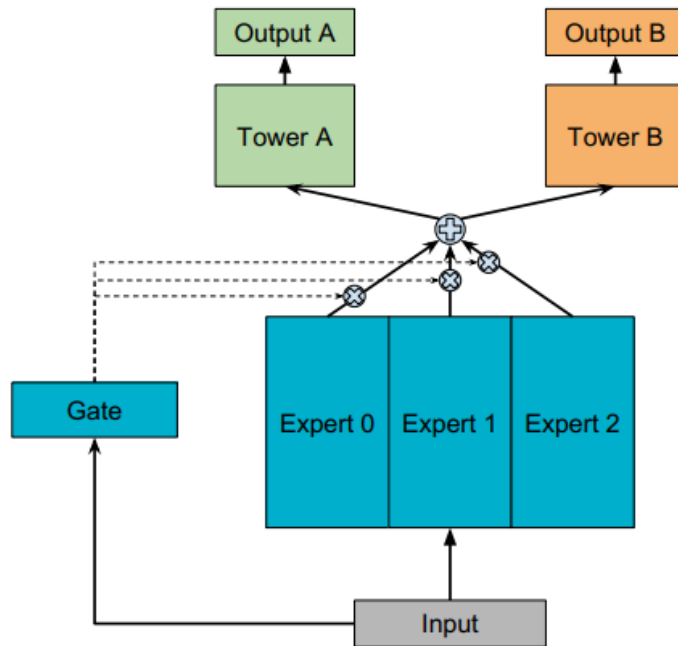 Output A
Output B
Tower A
Tower B
Gate
Expert 0
Expert 1
Expert 2
Input